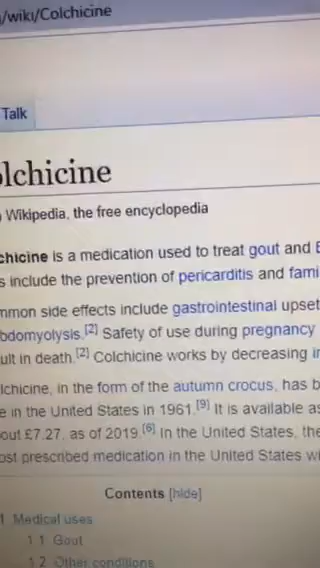 /wiki/Colchicine
Talk
olchicine
Wikipedia, the free encyclopedia
chicine is a medication used to treat gout and
s include the prevention of pericarditis and fami
mmon side effects include gastrointestinal upset
bdomyolysis.[2] Safety of use during pregnancy
ult in death.[2] Colchicine works by decreasing in
lchicine, in the form of the autumn crocus, has b
e in the United States in 1961.[9] It is available as
out £7.27, as of 2019.[6] In the United States, the
ost prescribed medication in the United States wi
Contents [hide]
1 Medical uses
1.1 Gout
1.2 Other conditions